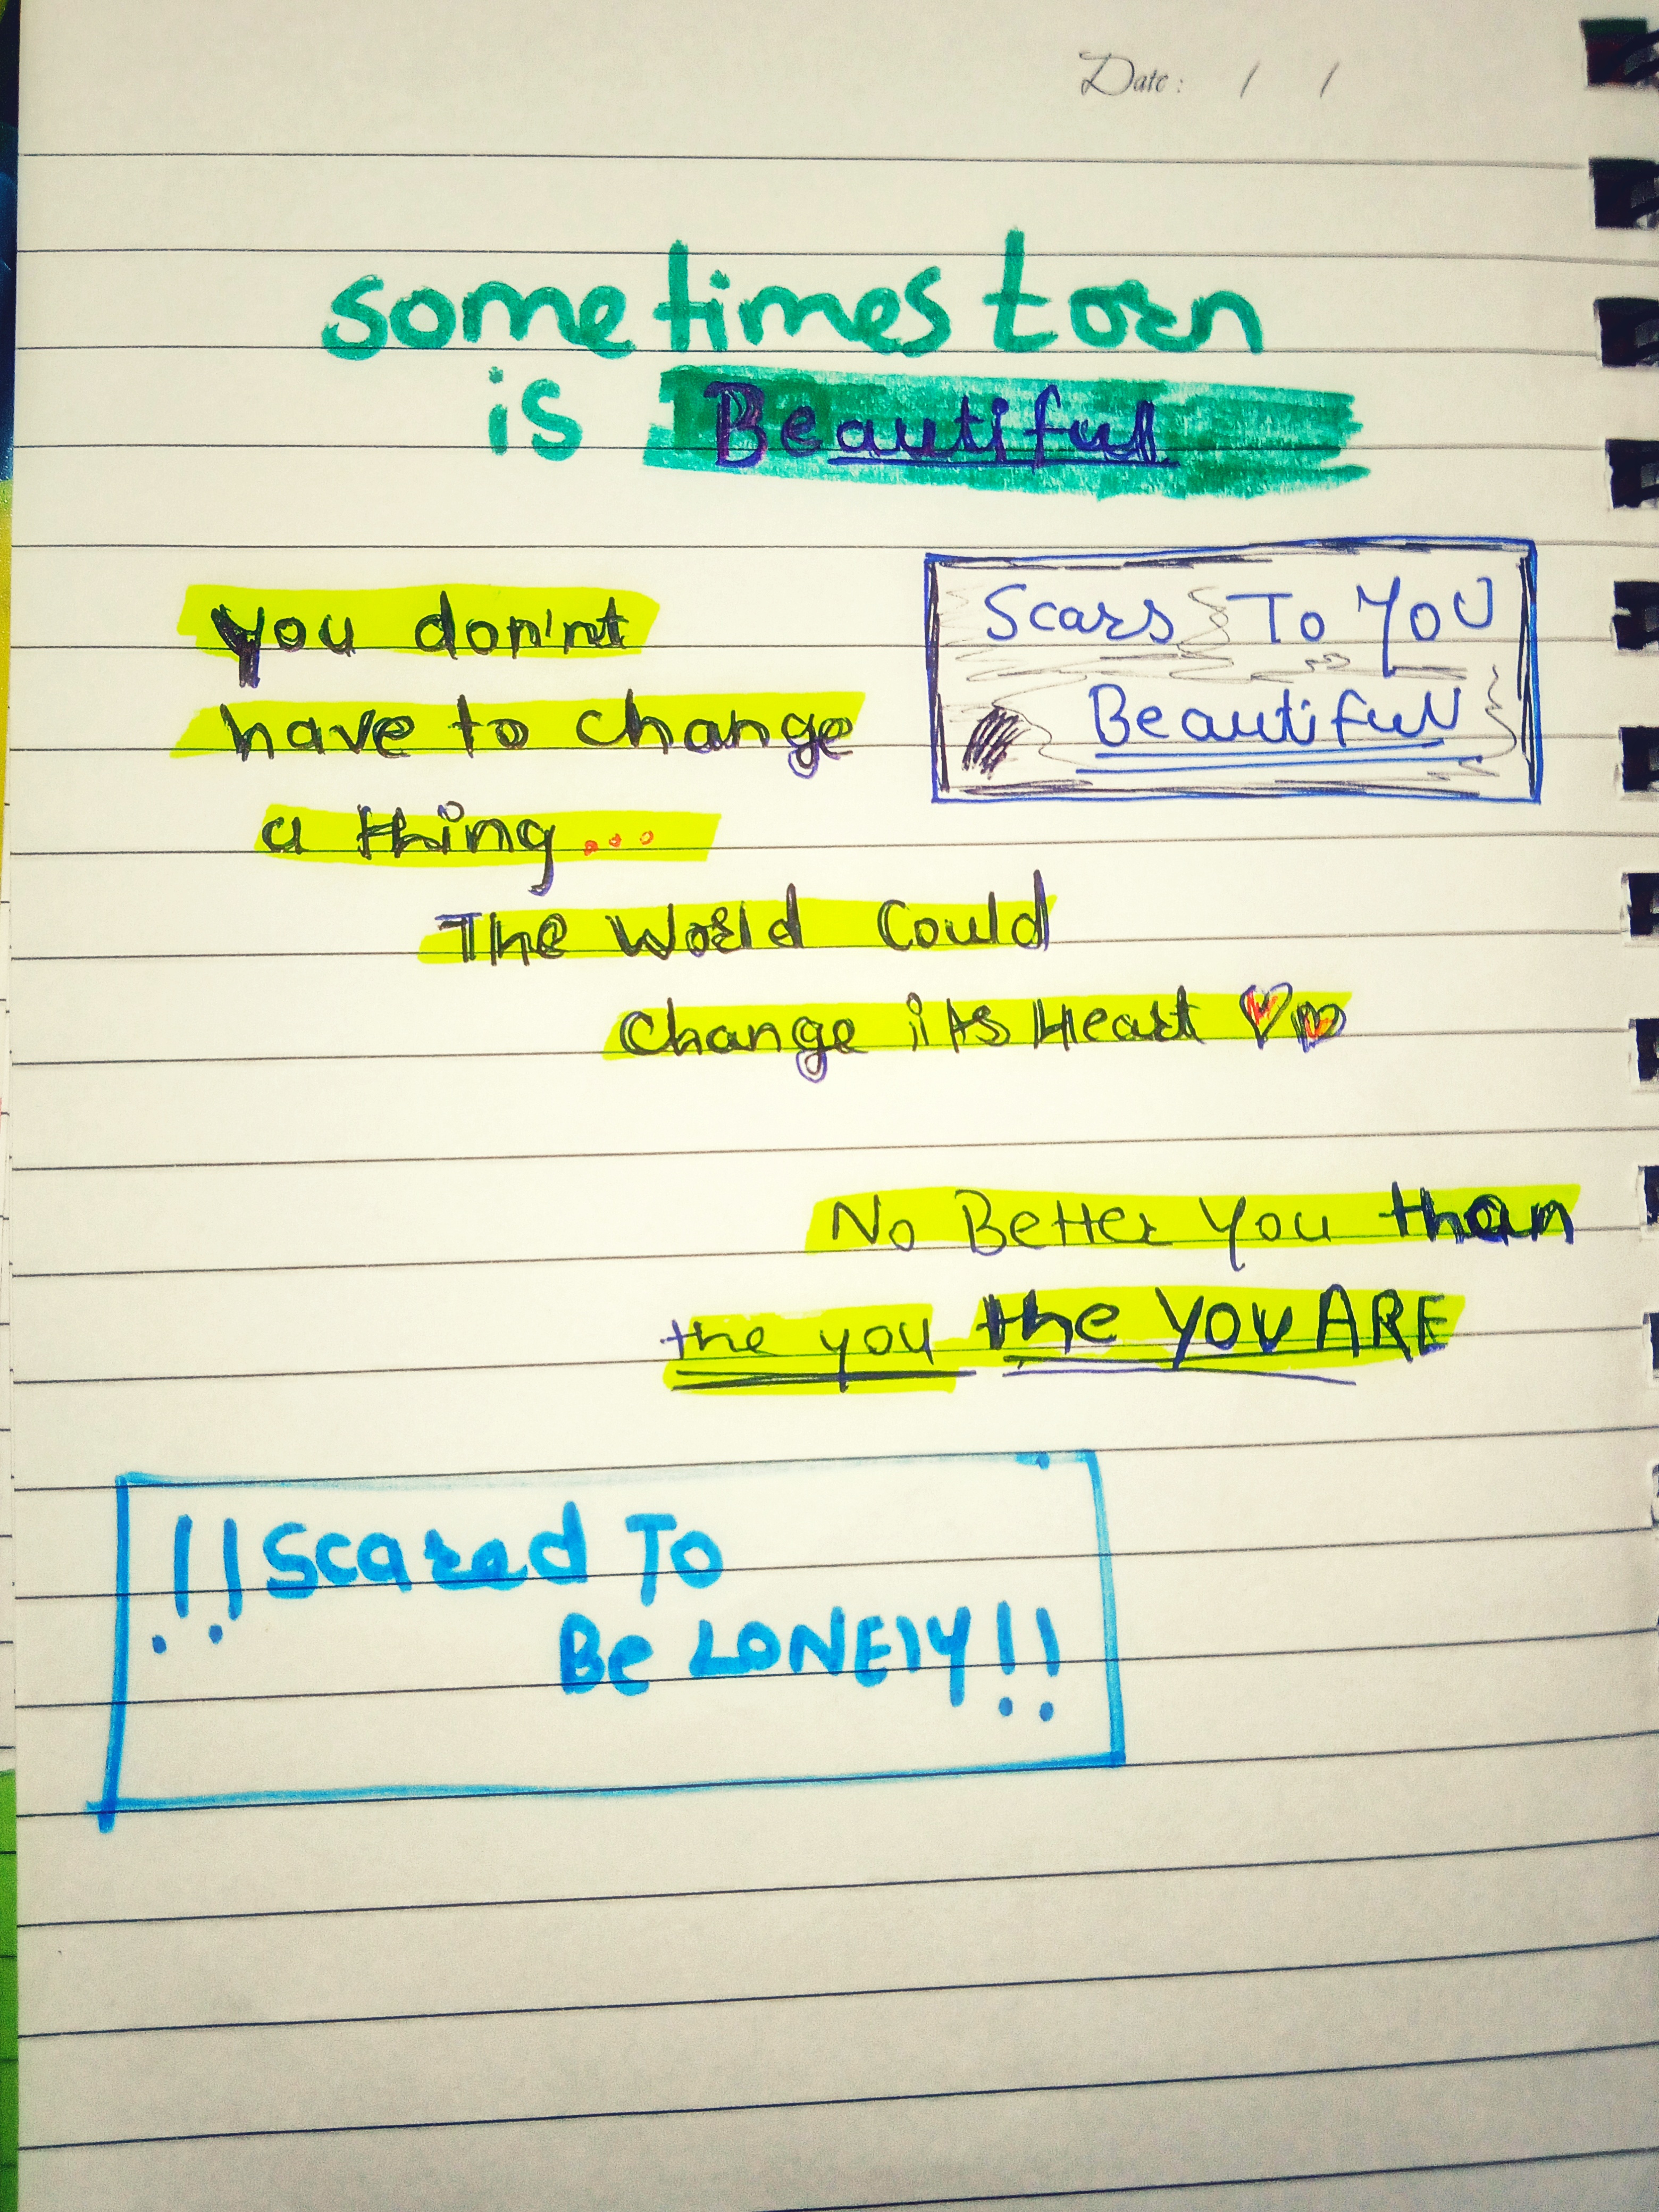 Date: / /
sometimes torn
is Beautiful
Scars To YOU
Beautiful
you don'nt
have to change
a thing...
The World Could
Change its Heart
No Better You than
the you the YOU ARE
!!Scared To
Be LONELY!!